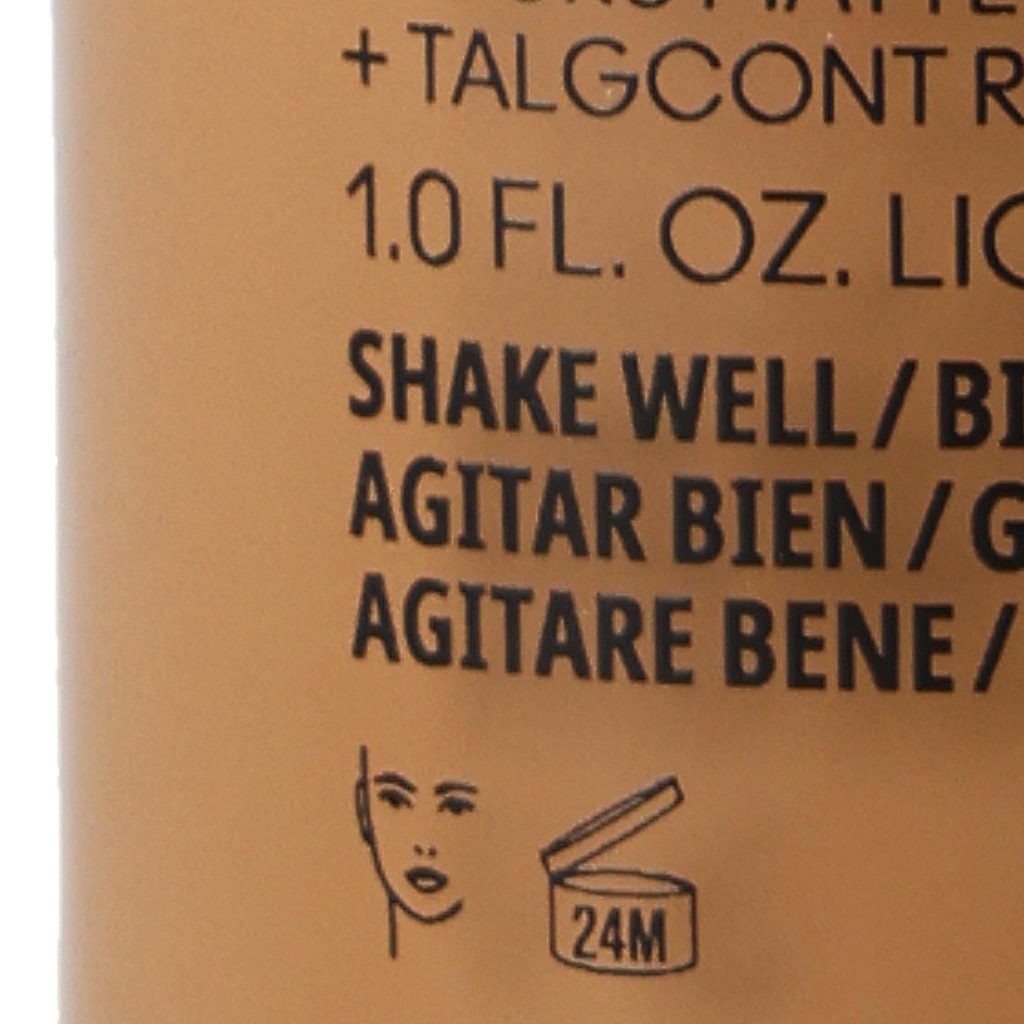 + TALGCONT
1.0 FL. OZ.
SHAKE WELL /
AGITAR BIEN /
AGITARE BENE /
24M